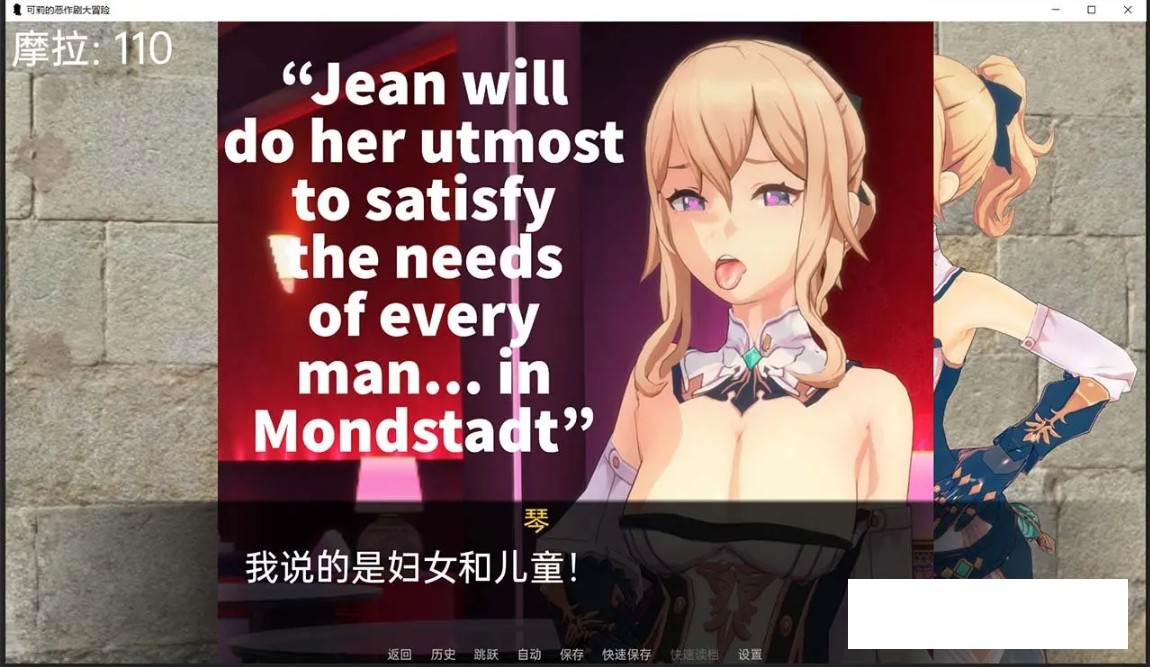 可莉的恶作剧大冒险
摩拉: 110
“Jean will
do her utmost
to satisfy
the needs
of every
man... in
Mondstadt”
琴
我说的是妇女和儿童！
返回 历史 跳跃 自动 保存 快速保存 快速读档 设置